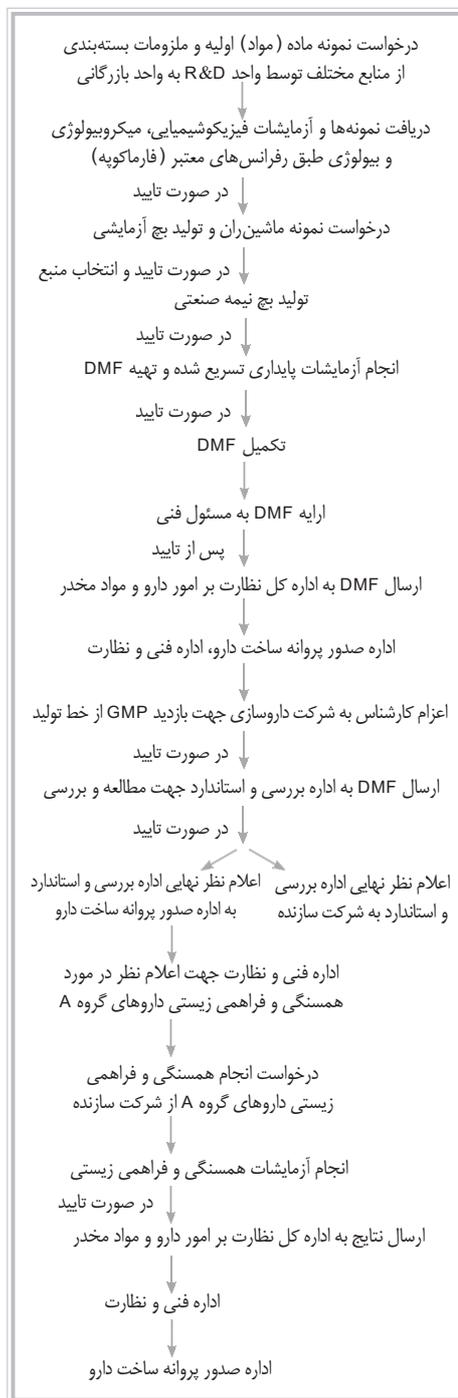 درخواست نمونه ماده (مواد) اولیه و ملزومات بسته‌بندی
از منابع مختلف توسط واحد R&D به واحد بازرگانی
دریافت نمونه‌ها و آزمایشات فیزیکوشیمیایی، میکروبیولوژی
و بیولوژی طبق رفرانس‌های معتبر (فارماکوپه)
در صورت تایید
درخواست نمونه ماشین‌ران و تولید بچ آزمایشی
در صورت تایید و انتخاب منبع
تولید بچ نیمه صنعتی
در صورت تایید
انجام آزمایشات پایداری تسریع شده و تهیه DMF
در صورت تایید
تکمیل DMF
ارایه DMF به مسئول فنی
پس از تایید
ارسال DMF به اداره کل نظارت بر امور دارو و مواد مخدر
اداره صدور پروانه ساخت دارو، اداره فنی و نظارت
اعزام کارشناس به شرکت داروسازی جهت بازدید GMP از خط تولید
در صورت تایید
ارسال DMF به اداره بررسی و استاندارد جهت مطالعه و بررسی
در صورت تایید
اعلام نظر نهایی اداره بررسی
و استاندارد به شرکت سازنده
اعلام نظر نهایی اداره بررسی و استاندارد
به اداره صدور پروانه ساخت دارو
اداره فنی و نظارت جهت اعلام نظر در مورد
همسنگی و فراهمی زیستی داروهای گروه A
درخواست انجام همسنگی و فراهمی
زیستی داروهای گروه A از شرکت سازنده
انجام آزمایشات همسنگی و فراهمی زیستی
در صورت تایید
ارسال نتایج به اداره کل نظارت بر امور دارو و مواد مخدر
اداره فنی و نظارت
اداره صدور پروانه ساخت دارو